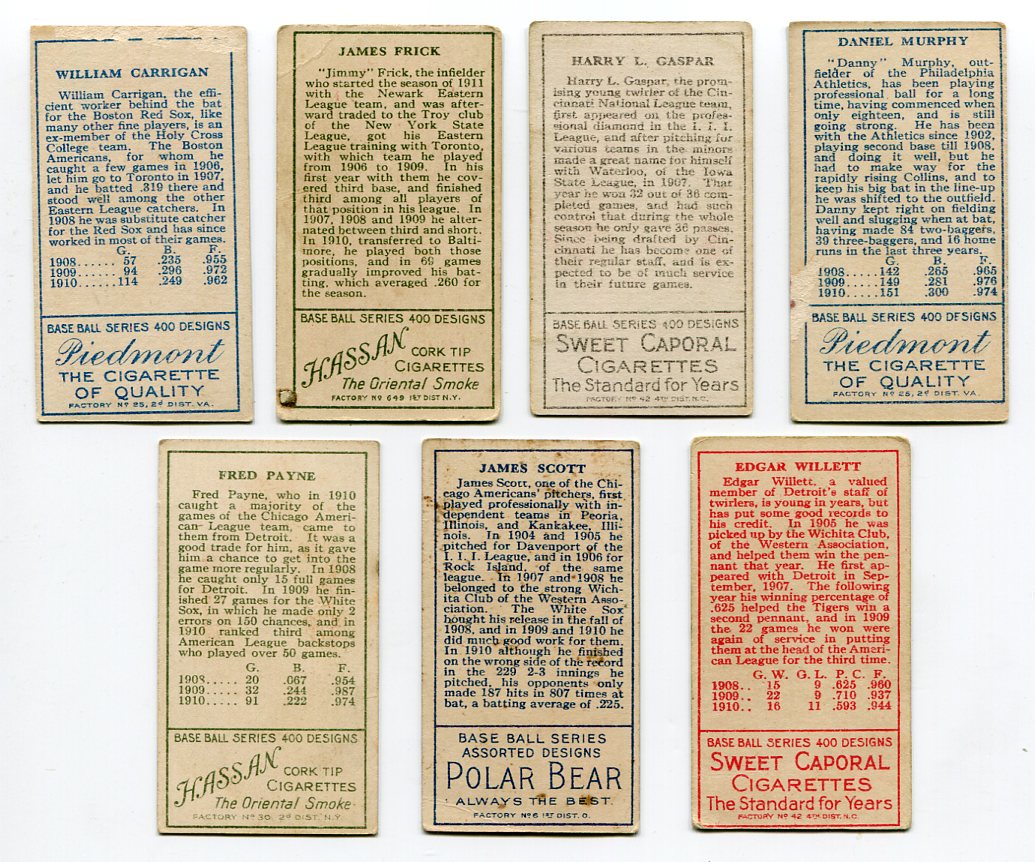 WILLIAM CARRIGAN
William Carrigan, the effi-
cient worker behind the bat
for the Boston Red Sox, like
many other fine players, is an
ex-member of the Holy Cross
College team. The Boston
Americans, for whom he
caught a few games in 1906,
let him go to Toronto in 1907,
and he batted .319 there and
stood well among the other
Eastern League catchers. In
1908 he was substitute catcher
for the Red Sox and has since
worked in most of their games.
G. B. F.
1908...... 57 .235 .955
1909...... 94 .296 .972
1910......114 .249 .962
BASE BALL SERIES 400 DESIGNS
Piedmont
THE CIGARETTE
OF QUALITY
FACTORY Nº 25, 2ᴰ DIST. VA.
JAMES FRICK
"Jimmy" Frick, the infielder
who started the season of 1911
with the Newark Eastern
League team, and was after-
ward traded to the Troy club
of the New York State
League, got his Eastern
League training with Toronto,
with which team he played
from 1906 to 1909. In his
first year with them he cov-
ered third base, and finished
third among all players of
that position in his league. In
1907, 1908 and 1909 he alter-
nated between third and short.
In 1910, transferred to Balti-
more, he played both those
positions, and in 69 games
gradually improved his bat-
ting, which averaged .260 for
the season.
BASE BALL SERIES 400 DESIGNS
HASSAN
CORK TIP
CIGARETTES
The Oriental Smoke
FACTORY Nº 649 1ST DIST N.Y.
HARRY L. GASPAR
Harry L. Gaspar, the prom-
ising young twirler of the Cin-
cinnati National League team,
first appeared on the profes-
sional diamond in the I. I. I.
League, and after pitching for
various teams in the minors
made a great name for himself
with Waterloo, of the Iowa
State League, in 1907. That
year he won 32 out of 36 com-
pleted games, and had such
control that during the whole
season he only gave 36 passes.
Since being drafted by Cin-
cinnati he has become one of
their regular staff, and is ex-
pected to be of much service
in their future games.
BASE BALL SERIES 400 DESIGNS
SWEET CAPORAL
CIGARETTES
The Standard for Years
FACTORY Nº 42 4TH DIST. N.C.
DANIEL MURPHY
"Danny" Murphy, out-
fielder of the Philadelphia
Athletics, has been playing
professional ball for a long
time, having commenced when
only eighteen, and is still
going strong. He has been
with the Athletics since 1902,
playing second base till 1908,
and doing it well, but he
had to make way for the
rapidly rising Collins, and to
keep his big bat in the line-up
he was shifted to the outfield.
Danny kept right on fielding
well and slugging when at bat,
having made 84 two-baggers,
39 three-baggers, and 16 home
runs in the last three years.
G. B. F.
1908......142 .265 .965
1909......149 .281 .976
1910......151 .300 .974
BASE BALL SERIES 400 DESIGNS
Piedmont
THE CIGARETTE
OF QUALITY
FACTORY Nº 25, 2ᴰ DIST. VA.
FRED PAYNE
Fred Payne, who in 1910
caught a majority of the
games of the Chicago Ameri-
can League team, came to
them from Detroit. It was a
good trade for him, as it gave
him a chance to get into the
game more regularly. In 1908
he caught only 15 full games
for Detroit. In 1909 he fin-
ished 27 games for the White
Sox, in which he made only 2
errors on 150 chances, and in
1910 ranked third among
American League backstops
who played over 50 games.
G. B. F.
1908..... 20 .067 .954
1909..... 32 .244 .987
1910..... 91 .222 .974
BASE BALL SERIES 400 DESIGNS
HASSAN
CORK TIP
CIGARETTES
The Oriental Smoke
FACTORY Nº 30, 2ᴰ DIST. N.Y.
JAMES SCOTT
James Scott, one of the Chi-
cago Americans' pitchers, first
played professionally with in-
dependent teams in Peoria,
Illinois, and Kankakee, Illi-
nois. In 1904 and 1905 he
pitched for Davenport of the
I. I. I. League, and in 1906 for
Rock Island, of the same
league. In 1907 and 1908 he
belonged to the strong Wich-
ita Club of the Western Asso-
ciation. The White Sox
bought his release in the fall of
1908, and in 1909 and 1910 he
did much good work for them.
In 1910 although he finished
on the wrong side of the record
in the 229 2-3 innings he
pitched, his opponents only
made 187 hits in 807 times at
bat, a batting average of .225.
BASE BALL SERIES
ASSORTED DESIGNS
POLAR BEAR
ALWAYS THE BEST.
FACTORY Nº 6 1ST DIST. O.
EDGAR WILLETT
Edgar Willett, a valued
member of Detroit's staff of
twirlers, is young in years, but
has put some good records to
his credit. In 1905 he was
picked up by the Wichita Club,
of the Western Association,
and helped them win the pen-
nant that year. He first ap-
peared with Detroit in Sep-
tember, 1907. The following
year his winning percentage of
.625 helped the Tigers win a
second pennant, and in 1909
the 22 games he won were
again of service in putting
them at the head of the Ameri-
can League for the third time.
G. W. G. L. P. C. F.
1908.. 15 9 .625 .960
1909.. 22 9 .710 .937
1910.. 16 11 .593 .944
BASE BALL SERIES 400 DESIGNS
SWEET CAPORAL
CIGARETTES
The Standard for Years
FACTORY Nº 42 4TH DIST. N.C.